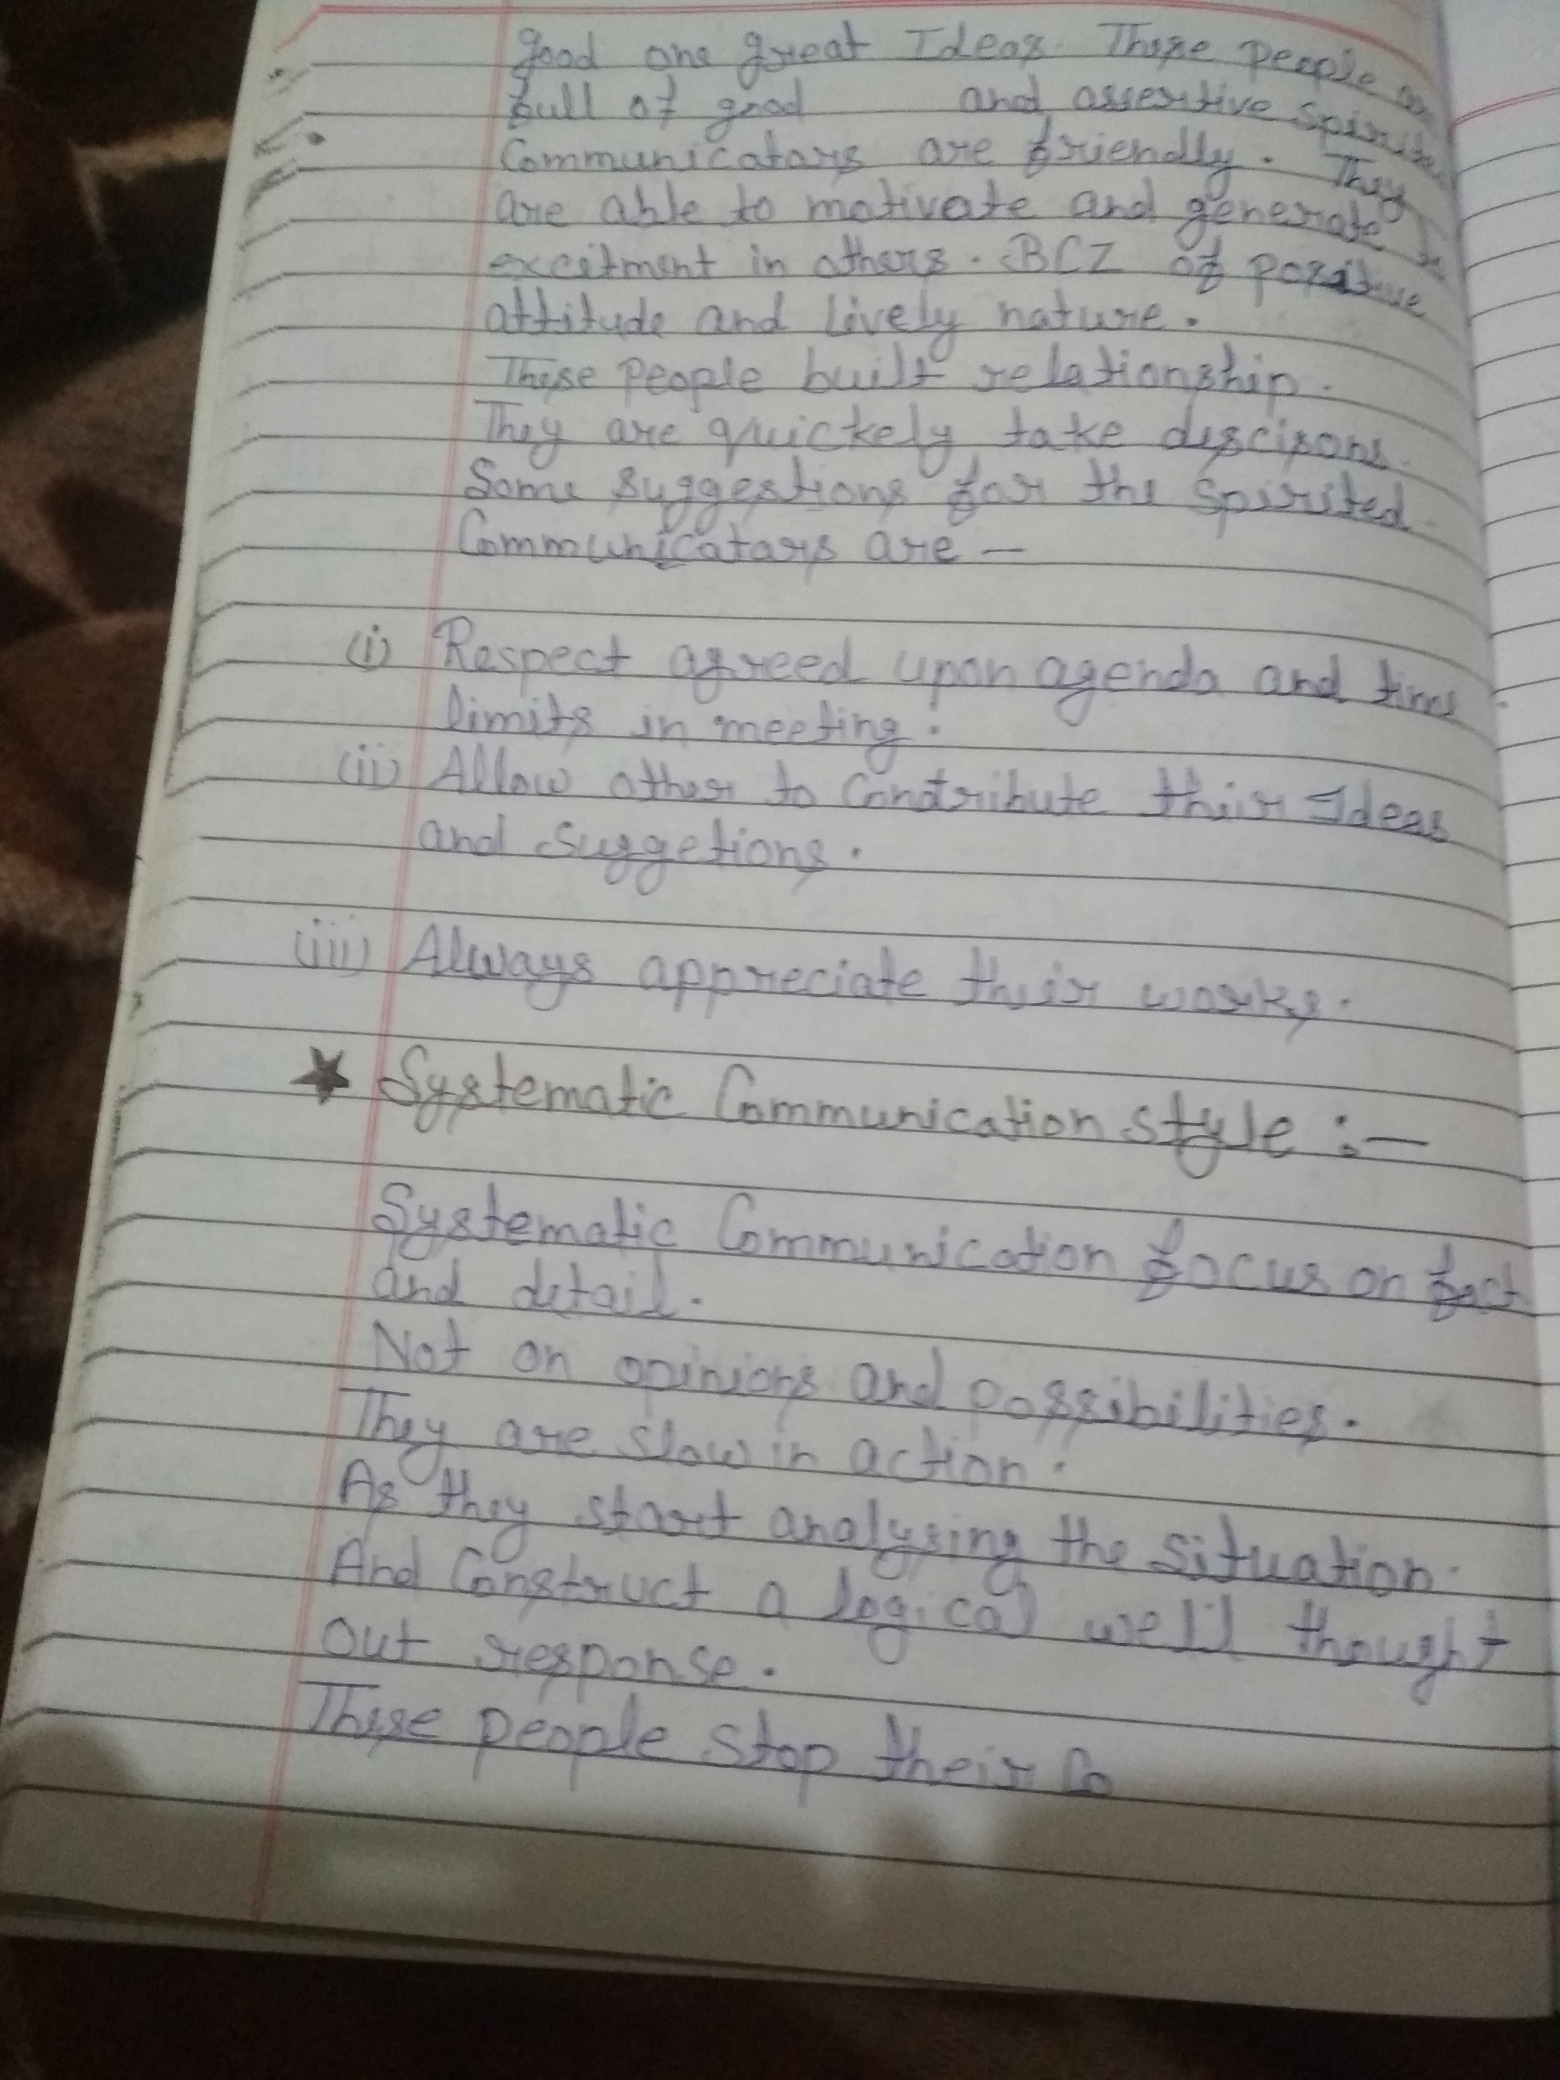 good one great Ideas. These people are
full of good and assertive spirited
Communicators are friendly. They
are able to motivate and generate
excitment in others. BCZ of positive
attitude and lively nature.
These people built relationship.
They are quickely take descisons.
Some suggestions for the spirited
Communicators are —
(i) Respect agreed upon agenda and time
limits in meeting.
(ii) Allow other to Contribute their Ideas
and suggetions.
(iii) Always appreciate their works.
★ Systematic Communication style :—
Systematic Communication focus on fact
and detail.
Not on opinions and possibilities.
They are slow in action.
As they start analysing the situation.
And Construct a logical well thought
out response.
These people stop their Co